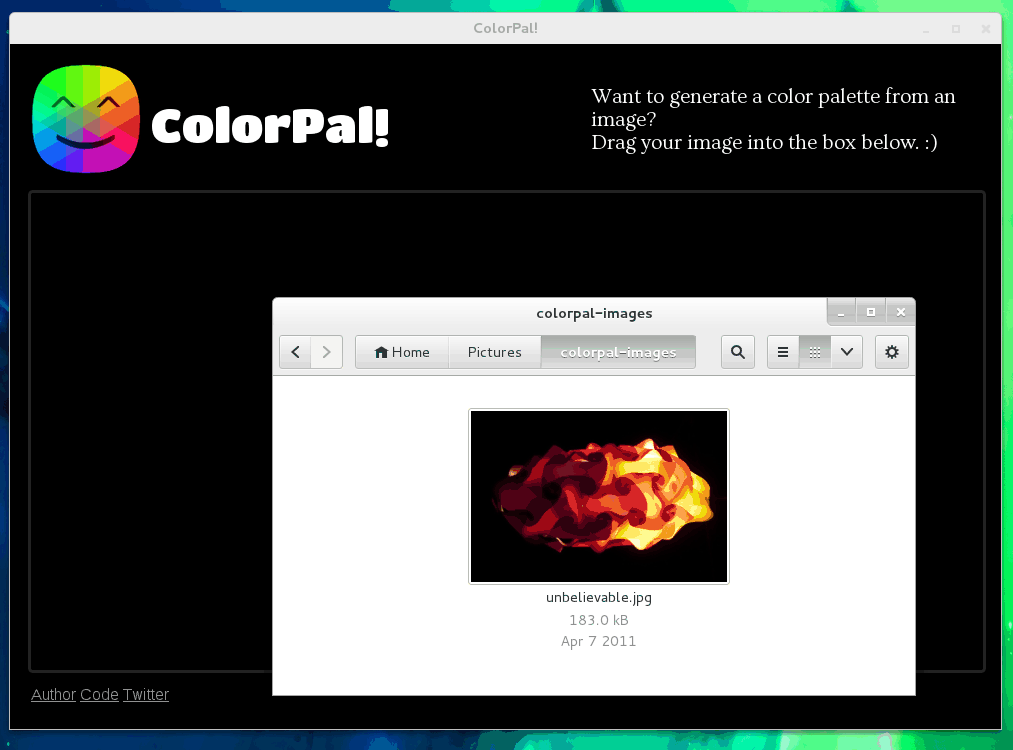 ColorPal!
ColorPal!
Want to generate a color palette from an
image?
Drag your image into the box below. :)
colorpal-images
Home Pictures colorpal-images
unbelievable.jpg
183.0 kB
Apr 7 2011
Author Code Twitter